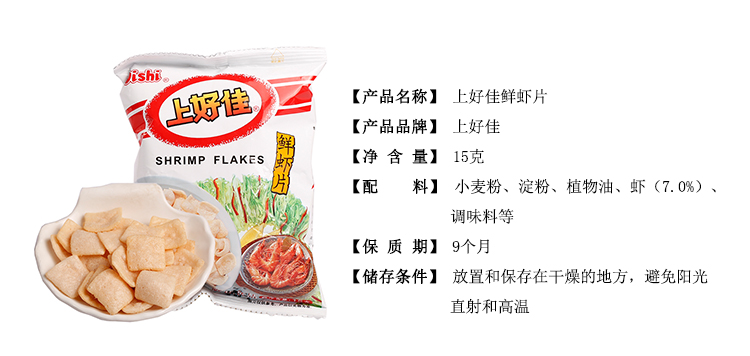 ishi
上好佳
SHRIMP FLAKES
鲜虾片
【产品名称】 上好佳鲜虾片
【产品品牌】 上好佳
【净 含 量】 15克
【配 料】 小麦粉、淀粉、植物油、虾（7.0%）、
调味料等
【保 质 期】 9个月
【储存条件】 放置和保存在干燥的地方，避免阳光
直射和高温